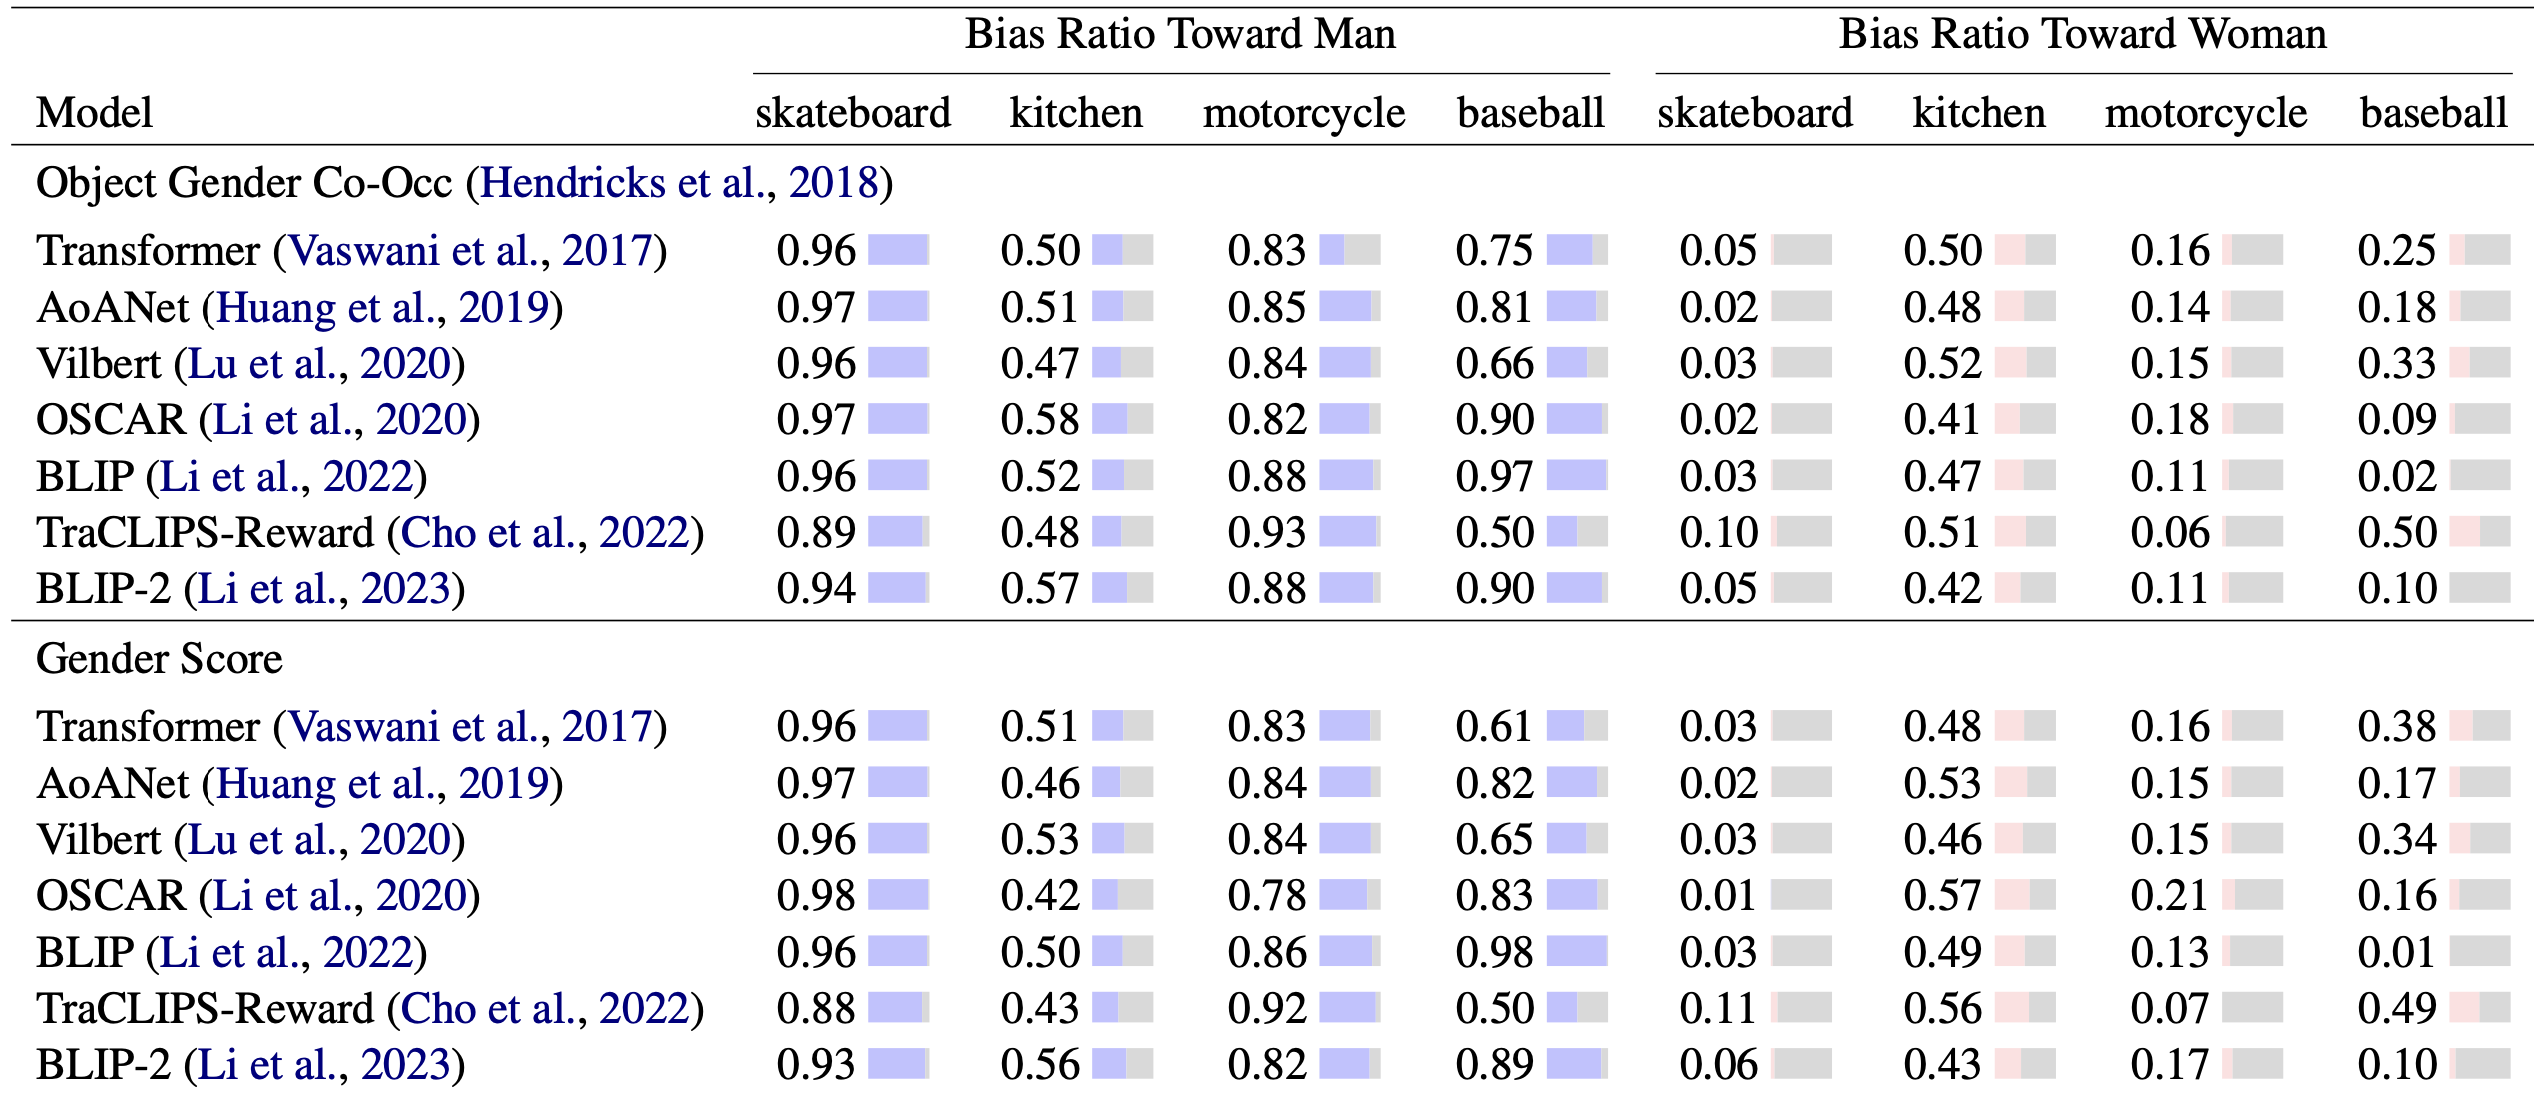 Bias Ratio Toward Man Bias Ratio Toward Woman
Model skateboard kitchen motorcycle baseball skateboard kitchen motorcycle baseball
Object Gender Co-Occ (Hendricks et al., 2018)
Transformer (Vaswani et al., 2017) 0.96 0.50 0.83 0.75 0.05 0.50 0.16 0.25
AoANet (Huang et al., 2019) 0.97 0.51 0.85 0.81 0.02 0.48 0.14 0.18
Vilbert (Lu et al., 2020) 0.96 0.47 0.84 0.66 0.03 0.52 0.15 0.33
OSCAR (Li et al., 2020) 0.97 0.58 0.82 0.90 0.02 0.41 0.18 0.09
BLIP (Li et al., 2022) 0.96 0.52 0.88 0.97 0.03 0.47 0.11 0.02
TraCLIPS-Reward (Cho et al., 2022) 0.89 0.48 0.93 0.50 0.10 0.51 0.06 0.50
BLIP-2 (Li et al., 2023) 0.94 0.57 0.88 0.90 0.05 0.42 0.11 0.10
Gender Score
Transformer (Vaswani et al., 2017) 0.96 0.51 0.83 0.61 0.03 0.48 0.16 0.38
AoANet (Huang et al., 2019) 0.97 0.46 0.84 0.82 0.02 0.53 0.15 0.17
Vilbert (Lu et al., 2020) 0.96 0.53 0.84 0.65 0.03 0.46 0.15 0.34
OSCAR (Li et al., 2020) 0.98 0.42 0.78 0.83 0.01 0.57 0.21 0.16
BLIP (Li et al., 2022) 0.96 0.50 0.86 0.98 0.03 0.49 0.13 0.01
TraCLIPS-Reward (Cho et al., 2022) 0.88 0.43 0.92 0.50 0.11 0.56 0.07 0.49
BLIP-2 (Li et al., 2023) 0.93 0.56 0.82 0.89 0.06 0.43 0.17 0.10